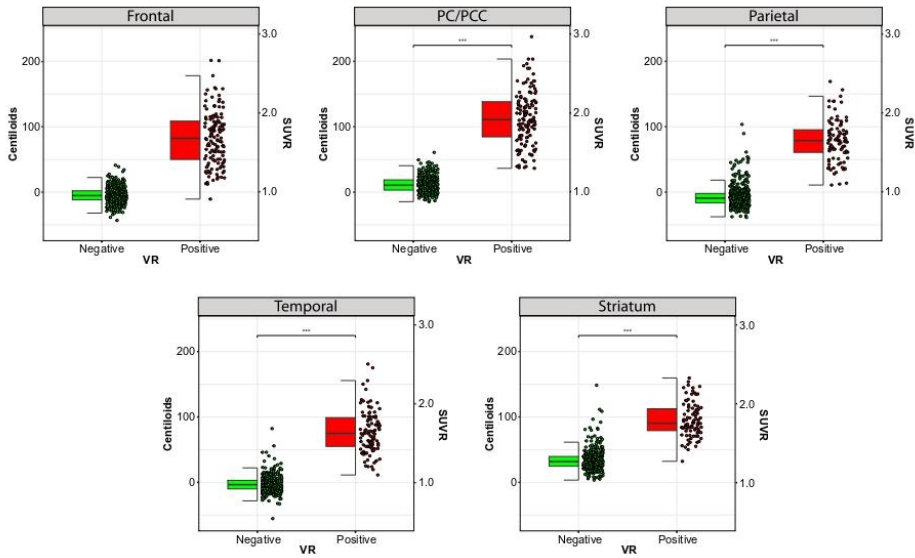 Frontal
200
100
0
Centiloids
3.0
2.0
1.0
SUVR
Negative
Positive
VR
PC/PCC
***
200
100
0
Centiloids
3.0
2.0
1.0
SUVR
Negative
Positive
VR
Parietal
***
200
100
0
Centiloids
3.0
2.0
1.0
SUVR
Negative
Positive
VR
Temporal
***
200
100
0
Centiloids
3.0
2.0
1.0
SUVR
Negative
Positive
VR
Striatum
***
200
100
0
Centiloids
3.0
2.0
1.0
SUVR
Negative
Positive
VR